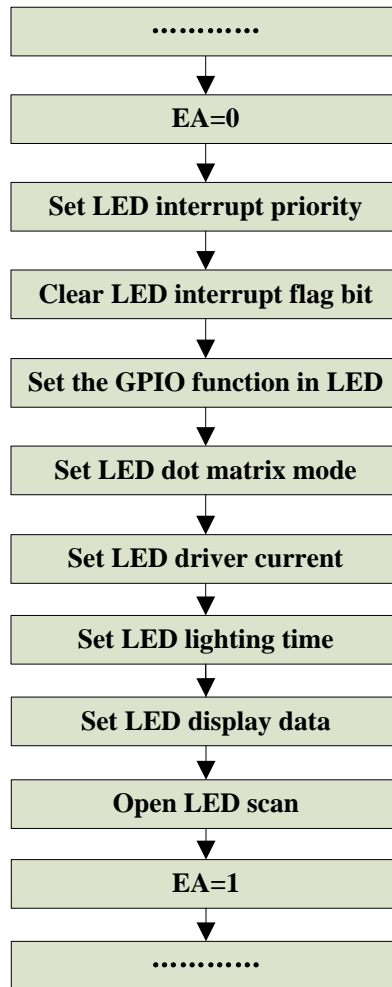 …………
EA=0
Set LED interrupt priority
Clear LED interrupt flag bit
Set the GPIO function in LED
Set LED dot matrix mode
Set LED driver current
Set LED lighting time
Set LED display data
Open LED scan
EA=1
…………